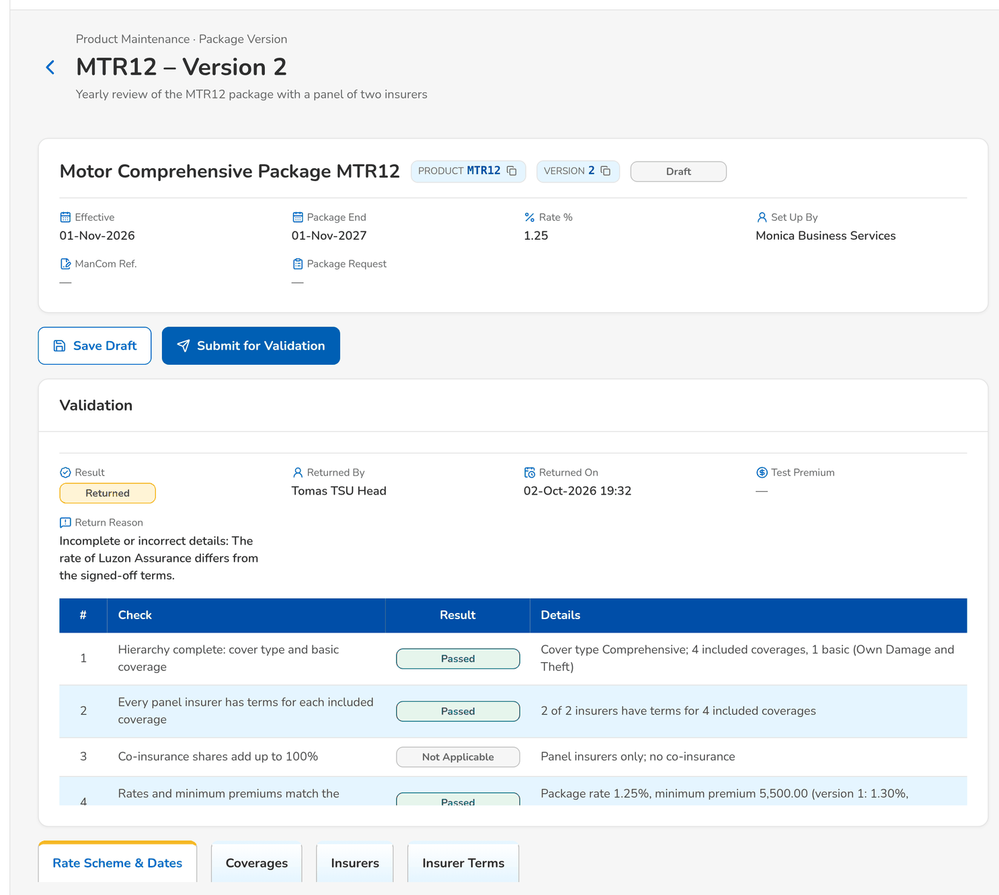 Product Maintenance · Package Version
MTR12 – Version 2
Yearly review of the MTR12 package with a panel of two insurers
Motor Comprehensive Package MTR12
PRODUCT MTR12
VERSION 2
Draft
Effective
01-Nov-2026
Package End
01-Nov-2027
Rate %
1.25
Set Up By
Monica Business Services
ManCom Ref.
—
Package Request
—
Save Draft
Submit for Validation
Validation
Result
Returned
Returned By
Tomas TSU Head
Returned On
02-Oct-2026 19:32
Test Premium
—
Return Reason
Incomplete or incorrect details: The
rate of Luzon Assurance differs from
the signed-off terms.
# Check Result Details
1
Hierarchy complete: cover type and basic
coverage
Passed
Cover type Comprehensive; 4 included coverages, 1 basic (Own Damage and
Theft)
2
Every panel insurer has terms for each included
coverage
Passed
2 of 2 insurers have terms for 4 included coverages
3
Co-insurance shares add up to 100%
Not Applicable
Panel insurers only; no co-insurance
4
Rates and minimum premiums match the
Passed
Package rate 1.25%, minimum premium 5,500.00 (version 1: 1.30%,
Rate Scheme & Dates
Coverages
Insurers
Insurer Terms